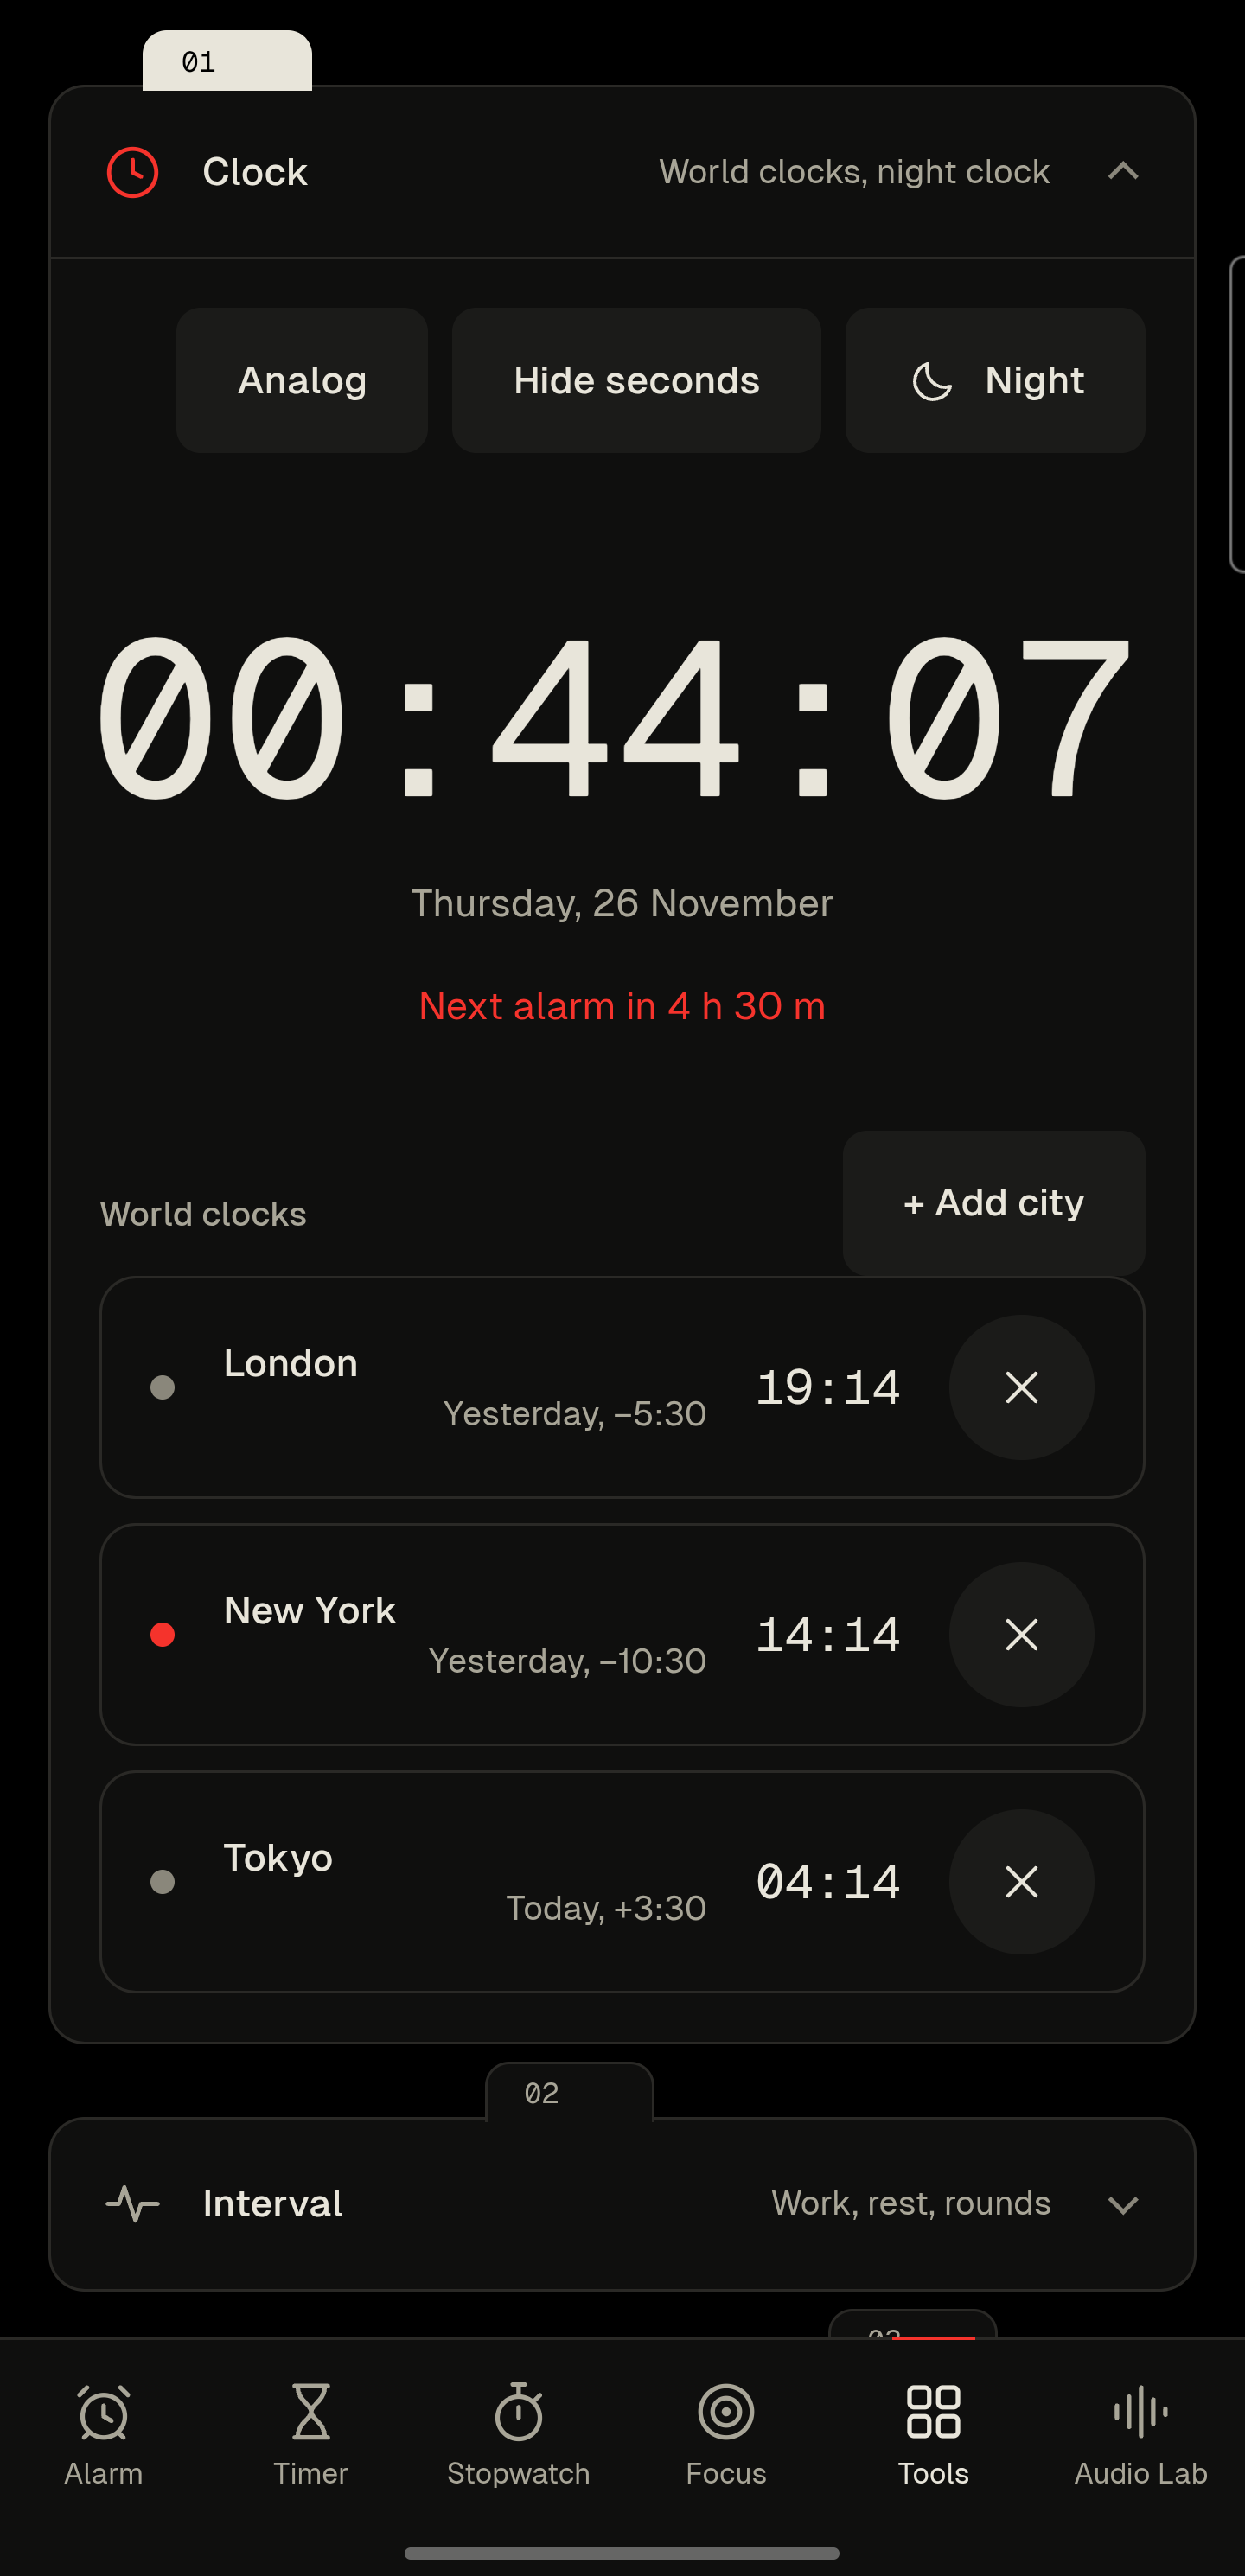 01
Clock
World clocks, night clock
Analog
Hide seconds
Night
00:44:07
Thursday, 26 November
Next alarm in 4 h 30 m
World clocks
+ Add city
London
Yesterday, −5:30
19:14
New York
Yesterday, −10:30
14:14
Tokyo
Today, +3:30
04:14
02
Interval
Work, rest, rounds
Alarm
Timer
Stopwatch
Focus
Tools
Audio Lab